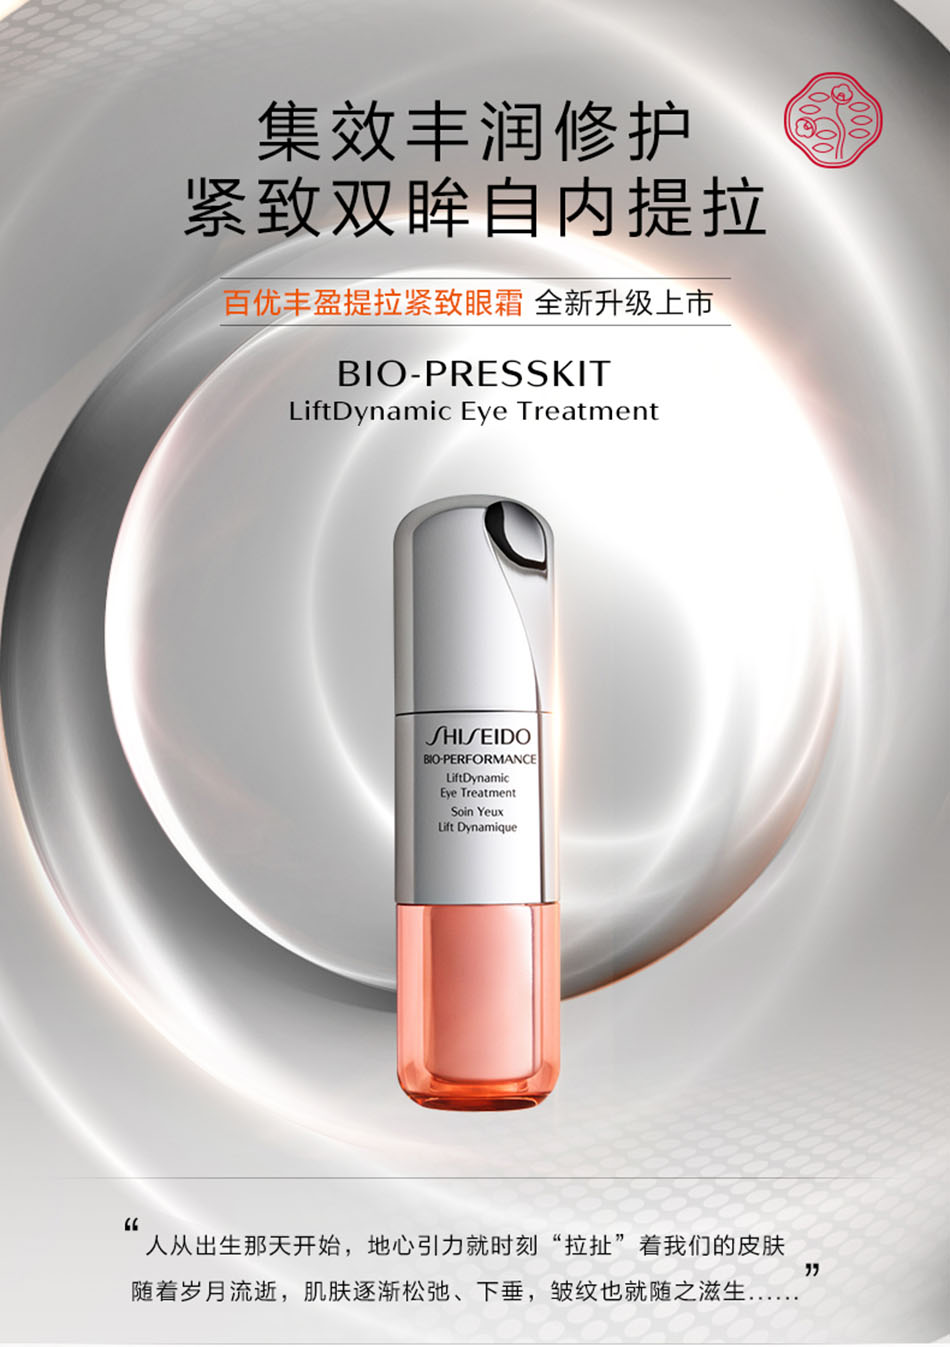 集效丰润修护
紧致双眸自内提拉
百优丰盈提拉紧致眼霜 全新升级上市
BIO-PRESSKIT
LiftDynamic Eye Treatment
SHISEIDO
BIO-PERFORMANCE
LiftDynamic
Eye Treatment
Soin Yeux
Lift Dynamique
“人从出生那天开始，地心引力就时刻“拉扯”着我们的皮肤
随着岁月流逝，肌肤逐渐松弛、下垂，皱纹也就随之滋生......”